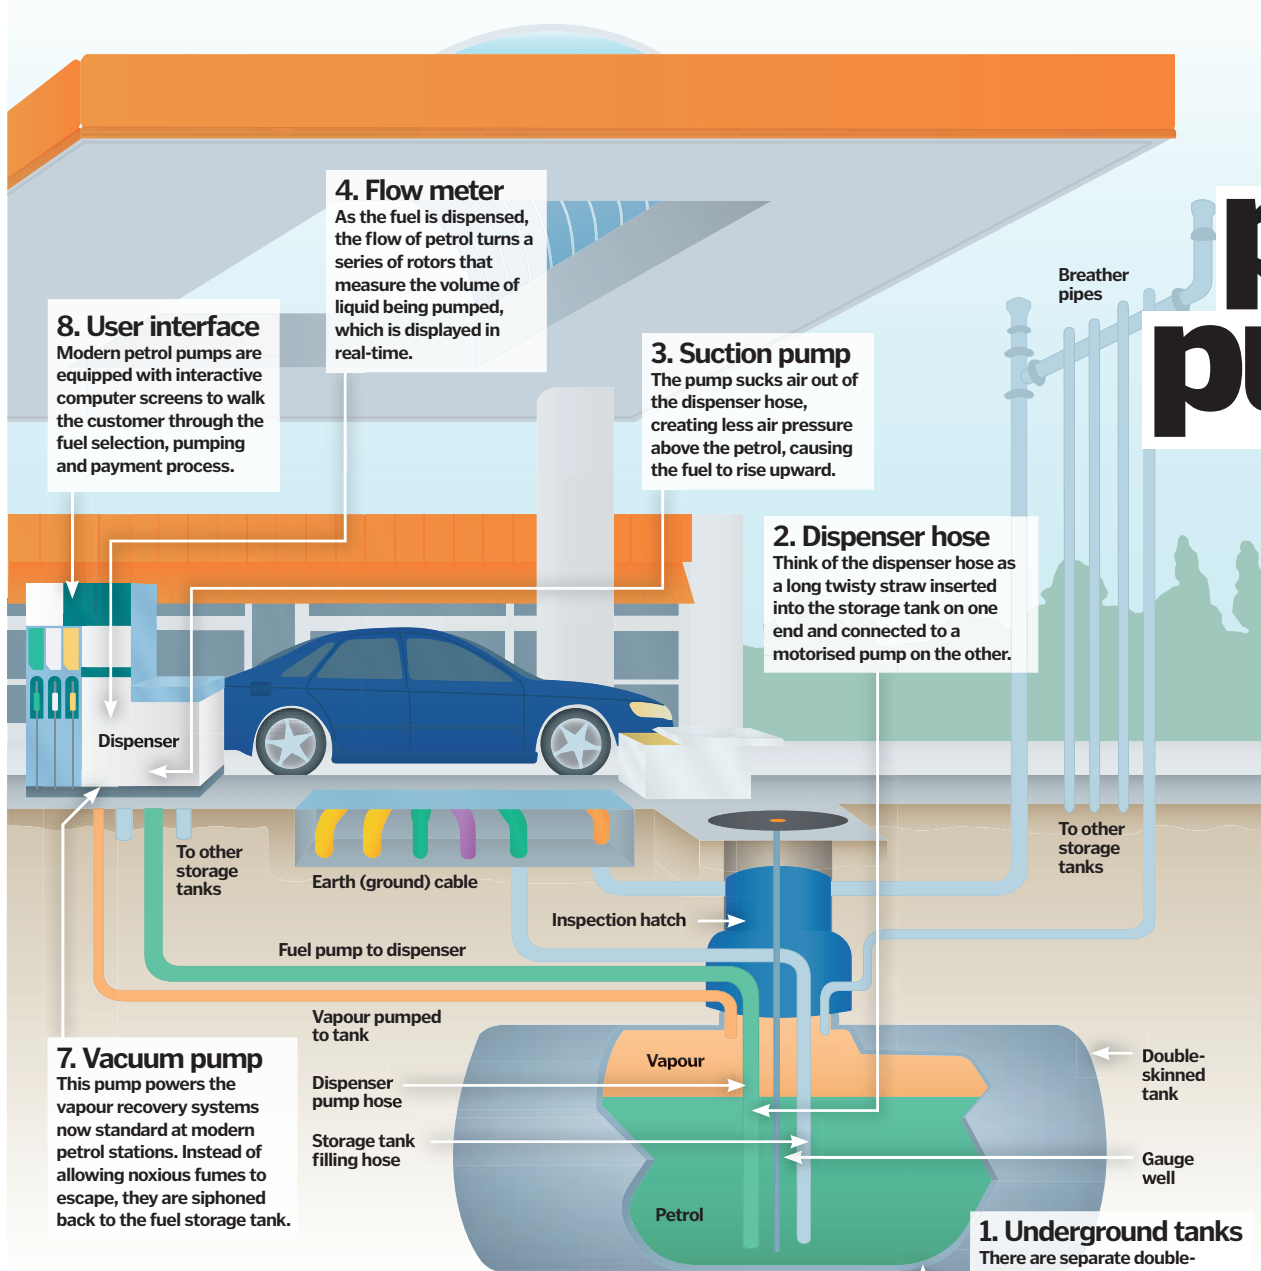 4. Flow meter
As the fuel is dispensed,
the flow of petrol turns a
series of rotors that
measure the volume of
liquid being pumped,
which is displayed in
real-time.
Breather
pipes
8. User interface
Modern petrol pumps are
equipped with interactive
computer screens to walk
the customer through the
fuel selection, pumping
and payment process.
3. Suction pump
The pump sucks air out of
the dispenser hose,
creating less air pressure
above the petrol, causing
the fuel to rise upward.
2. Dispenser hose
Think of the dispenser hose as
a long twisty straw inserted
into the storage tank on one
end and connected to a
motorised pump on the other.
Dispenser
To other
storage
tanks
Earth (ground) cable
To other
storage
tanks
Inspection hatch
Fuel pump to dispenser
Vapour pumped
to tank
7. Vacuum pump
This pump powers the
vapour recovery systems
now standard at modern
petrol stations. Instead of
allowing noxious fumes to
escape, they are siphoned
back to the fuel storage tank.
Vapour
Double-
skinned
tank
Dispenser
pump hose
Storage tank
filling hose
Gauge
well
Petrol
1. Underground tanks
There are separate double-